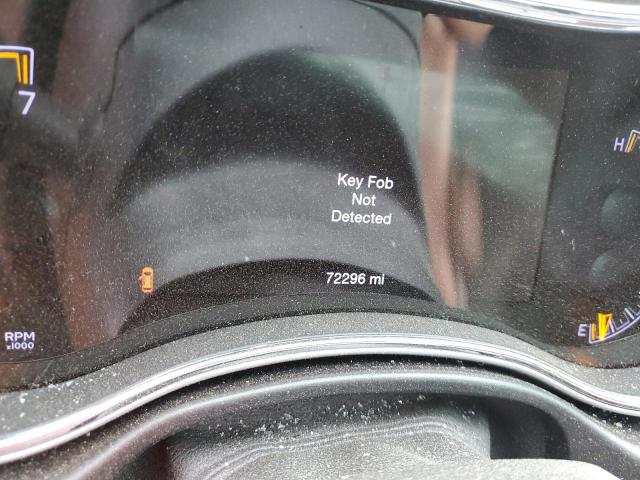 7
H
Key Fob
Not
Detected
72296 mi
E
RPM
x1000